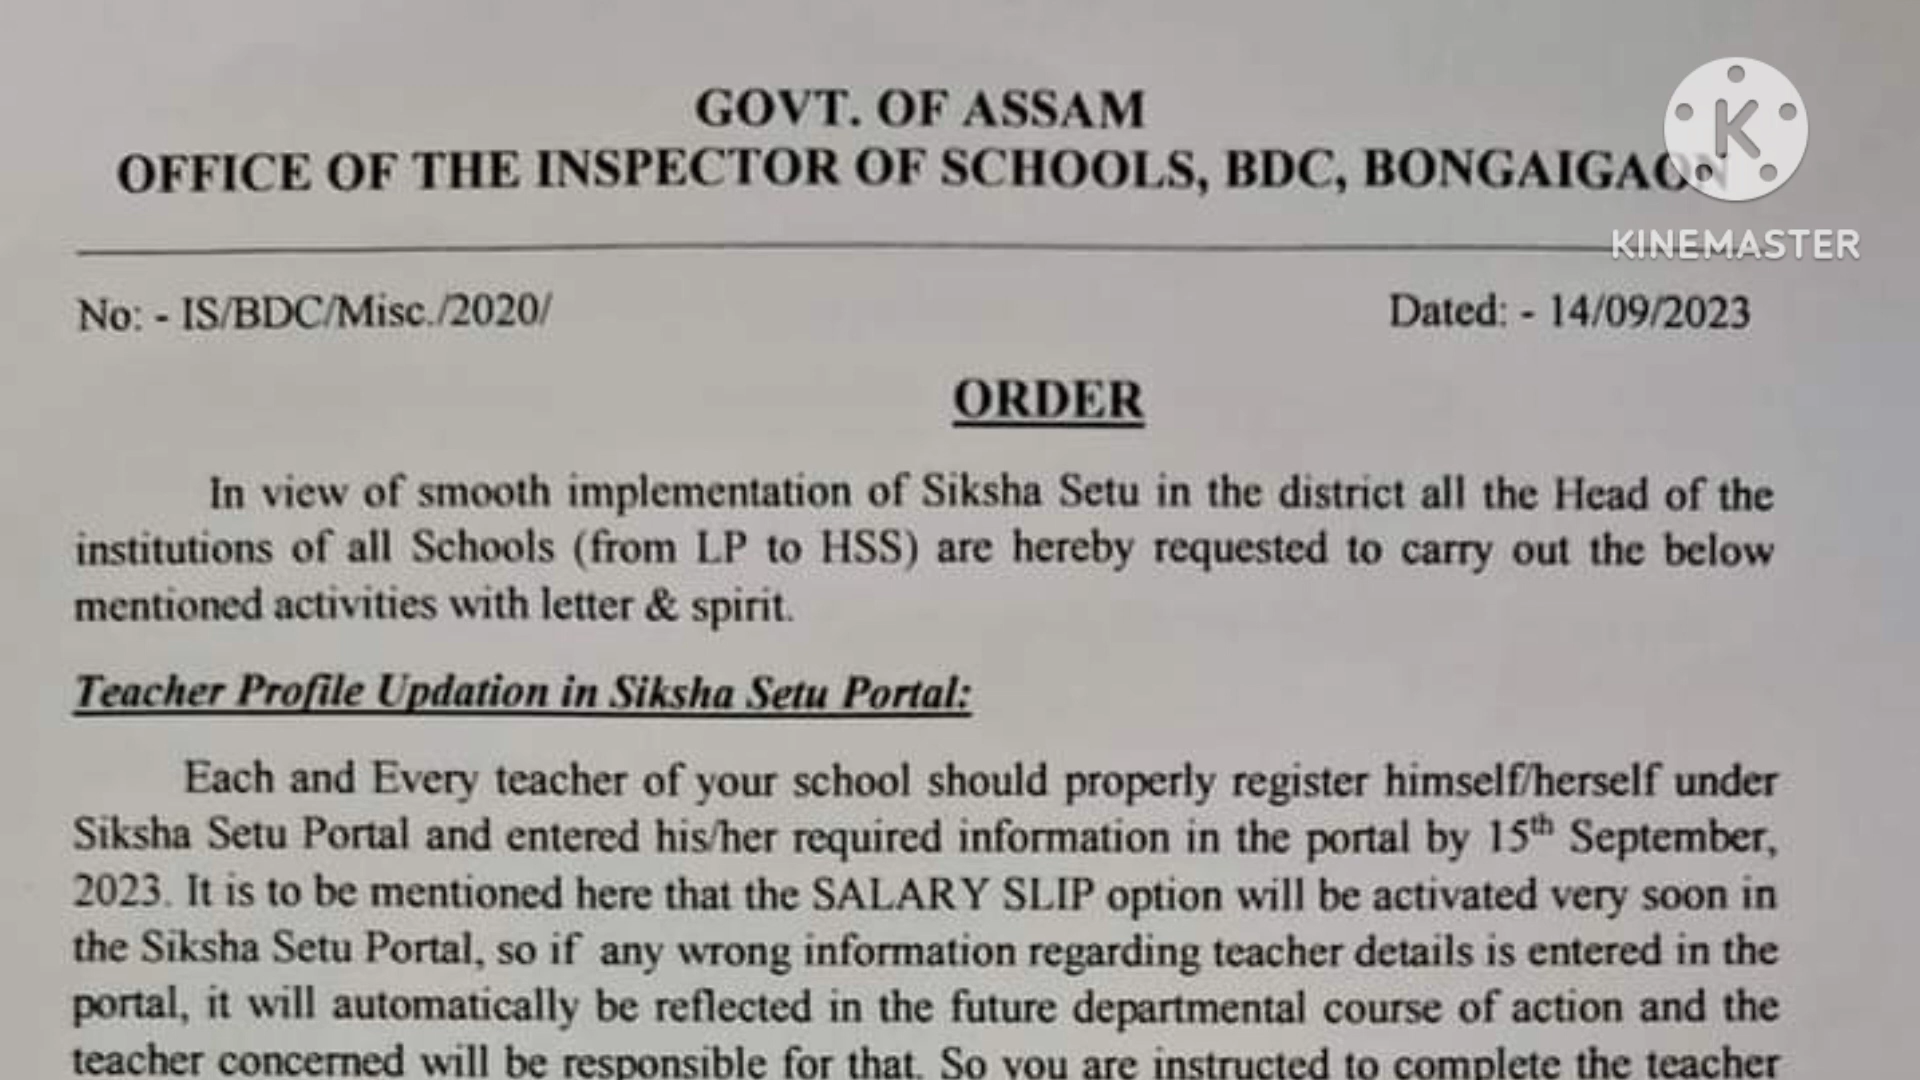 GOVT. OF ASSAM
OFFICE OF THE INSPECTOR OF SCHOOLS, BDC, BONGAIGAON
K
KINEMASTER
No: - IS/BDC/Misc./2020/ Dated: - 14/09/2023
ORDER
In view of smooth implementation of Siksha Setu in the district all the Head of the
institutions of all Schools (from LP to HSS) are hereby requested to carry out the below
mentioned activities with letter & spirit.
Teacher Profile Updation in Siksha Setu Portal:
Each and Every teacher of your school should properly register himself/herself under
Siksha Setu Portal and entered his/her required information in the portal by 15th September,
2023. It is to be mentioned here that the SALARY SLIP option will be activated very soon in
the Siksha Setu Portal, so if any wrong information regarding teacher details is entered in the
portal, it will automatically be reflected in the future departmental course of action and the
teacher concerned will be responsible for that. So you are instructed to complete the teacher